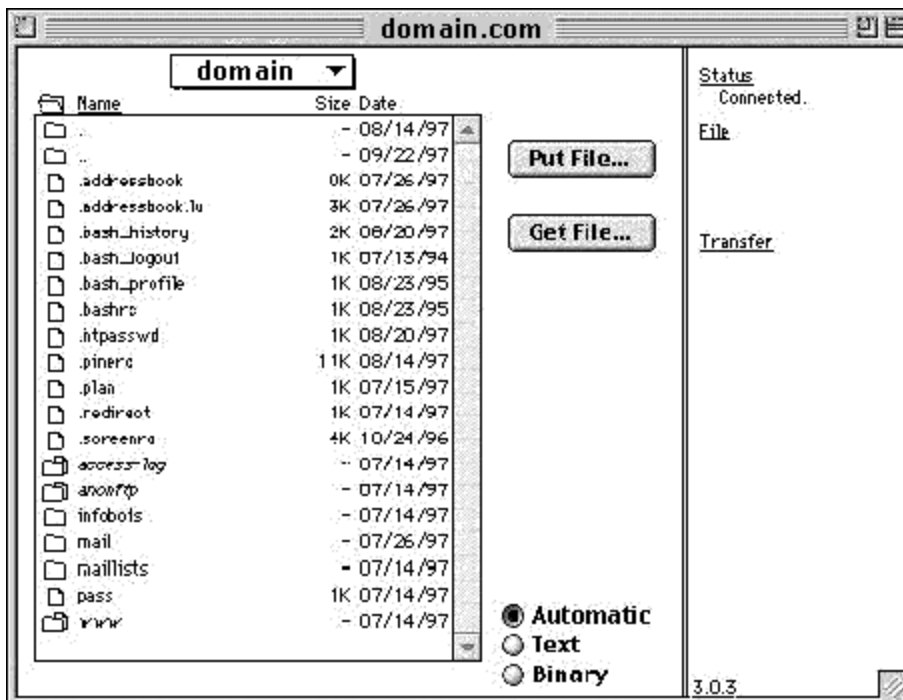 domain.com
domain
Name Size Date
. - 08/14/97
.. - 09/22/97
.addressbook 0K 07/26/97
.addressbook.lu 3K 07/26/97
.bash_history 2K 08/20/97
.bash_logout 1K 07/13/94
.bash_profile 1K 08/23/95
.bashrc 1K 08/23/95
.htpasswd 1K 08/20/97
.pinerc 11K 08/14/97
.plan 1K 07/15/97
.redirect 1K 07/14/97
.screenrc 4K 10/24/96
access-log - 07/14/97
anonftp - 07/14/97
infobots - 07/14/97
mail - 07/26/97
maillists - 07/14/97
pass 1K 07/14/97
www - 07/14/97
Put File...
Get File...
Automatic
Text
Binary
Status
Connected.
File
Transfer
3.0.3